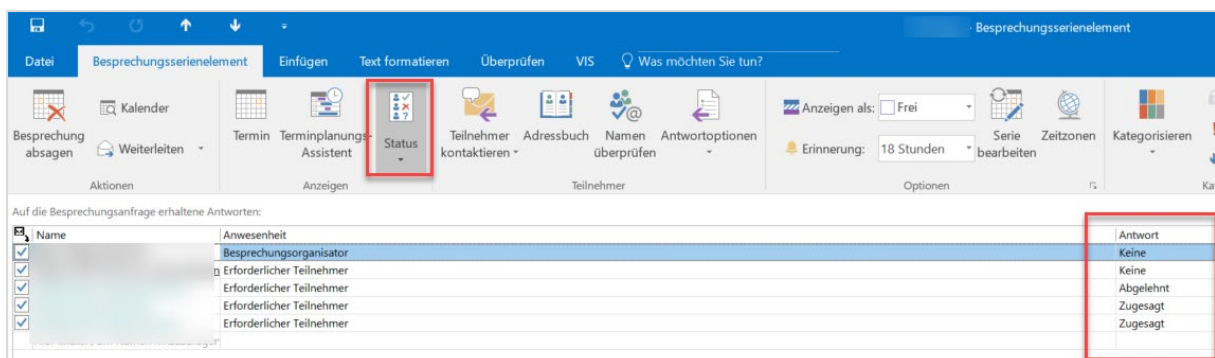 - Besprechungsserienelement
Datei Besprechungsserienelement Einfügen Text formatieren Überprüfen VIS Was möchten Sie tun?
Besprechung absagen
Kalender
Weiterleiten
Aktionen
Termin
Terminplanungs-
Assistent
Anzeigen
Status
Teilnehmer
kontaktieren
Adressbuch
Namen
überprüfen
Antwortoptionen
Teilnehmer
Anzeigen als: Frei
Erinnerung: 18 Stunden
Serie
bearbeiten
Zeitzonen
Optionen
Kategorisieren
Ka
Auf die Besprechungsanfrage erhaltene Antworten:
Name Anwesenheit Antwort
Besprechungsorganisator Keine
n Erforderlicher Teilnehmer Keine
Erforderlicher Teilnehmer Abgelehnt
Erforderlicher Teilnehmer Zugesagt
Erforderlicher Teilnehmer Zugesagt